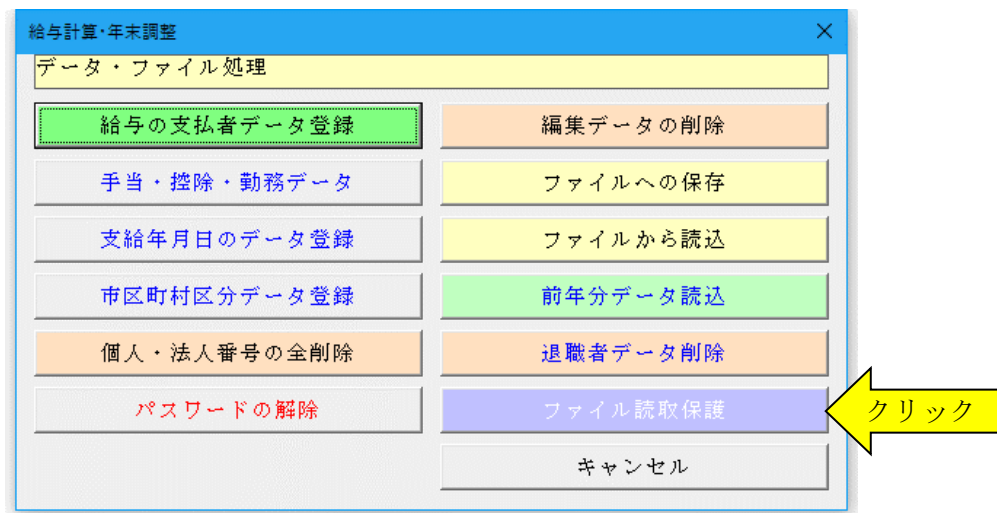 給与計算・年末調整
データ・ファイル処理
給与の支払者データ登録
編集データの削除
手当・控除・勤務データ
ファイルへの保存
支給年月日のデータ登録
ファイルから読込
市区町村区分データ登録
前年分データ読込
個人・法人番号の全削除
退職者データ削除
パスワードの解除
ファイル読取保護
クリック
キャンセル